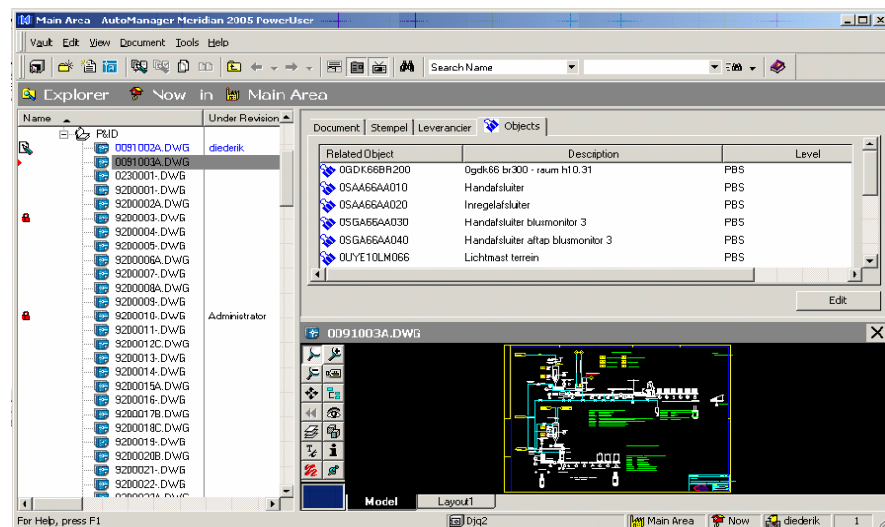 Main Area - AutoManager Meridian 2005 PowerUser
Vault Edit View Document Tools Help
Search Name
Explorer Now in Main Area
Name Under Revision
P&ID
0091002A.DWG diederik
0091003A.DWG
0230001-.DWG
9200001-.DWG
9200002A.DWG
9200003-.DWG
9200004-.DWG
9200005-.DWG
9200006A.DWG
9200007-.DWG
9200008A.DWG
9200009-.DWG
9200010-.DWG Administrator
9200011-.DWG
9200012C.DWG
9200013-.DWG
9200014-.DWG
9200015A.DWG
9200016-.DWG
9200017B.DWG
9200018C.DWG
9200019-.DWG
9200020B.DWG
9200021-.DWG
9200022-.DWG
Document Stempel Leverancier Objects
Related Object Description Level
0GDK66BR200 0gdk66 br300 - raum h10.31 PBS
0SAA66AA010 Handafsluiter PBS
0SAA66AA020 Inregelafsluiter PBS
0SGA66AA030 Handafsluiter blusmonitor 3 PBS
0SGA66AA040 Handafsluiter aftap blusmonitor 3 PBS
0UYE10LM066 Lichtmast terrein PBS
Edit
0091003A.DWG
Model Layout1
For Help, press F1 Djq2 Main Area Now diederik 1